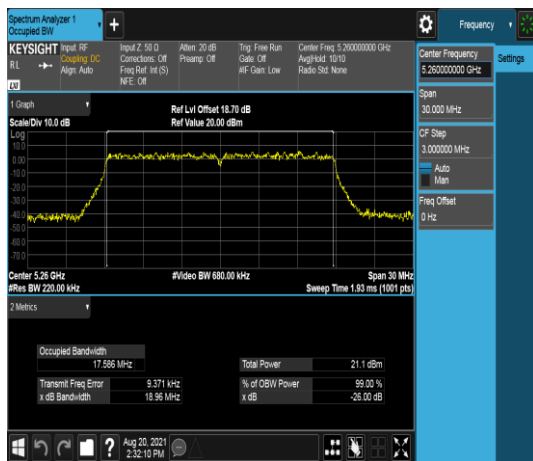 Spectrum Analyzer 1
Occupied BW
Frequency
KEYSIGHT
RL
Input: RF
Coupling: DC
Align: Auto
Input Z: 50 Ω
Corrections: Off
Freq Ref: Int (S)
NFE: Off
Atten: 20 dB
Preamp: Off
Trig: Free Run
Gate: Off
#IF Gain: Low
Center Freq: 5.260000000 GHz
Avg|Hold: 10/10
Radio Std: None
Center Frequency
5.260000000 GHz
Settings
Span
30.000 MHz
CF Step
3.000000 MHz
Auto
Man
Freq Offset
0 Hz
1 Graph
Scale/Div 10.0 dB
Ref Lvl Offset 18.70 dB
Ref Value 20.00 dBm
Log
10.0
0.00
-10.0
-20.0
-30.0
-40.0
-50.0
-60.0
-70.0
Center 5.26 GHz
#Res BW 220.00 kHz
#Video BW 680.00 kHz
Span 30 MHz
Sweep Time 1.93 ms (1001 pts)
2 Metrics
Occupied Bandwidth
17.586 MHz
Total Power
21.1 dBm
Transmit Freq Error
9.371 kHz
% of OBW Power
99.00 %
x dB Bandwidth
18.96 MHz
x dB
-26.00 dB
?
Aug 20, 2021
2:32:10 PM